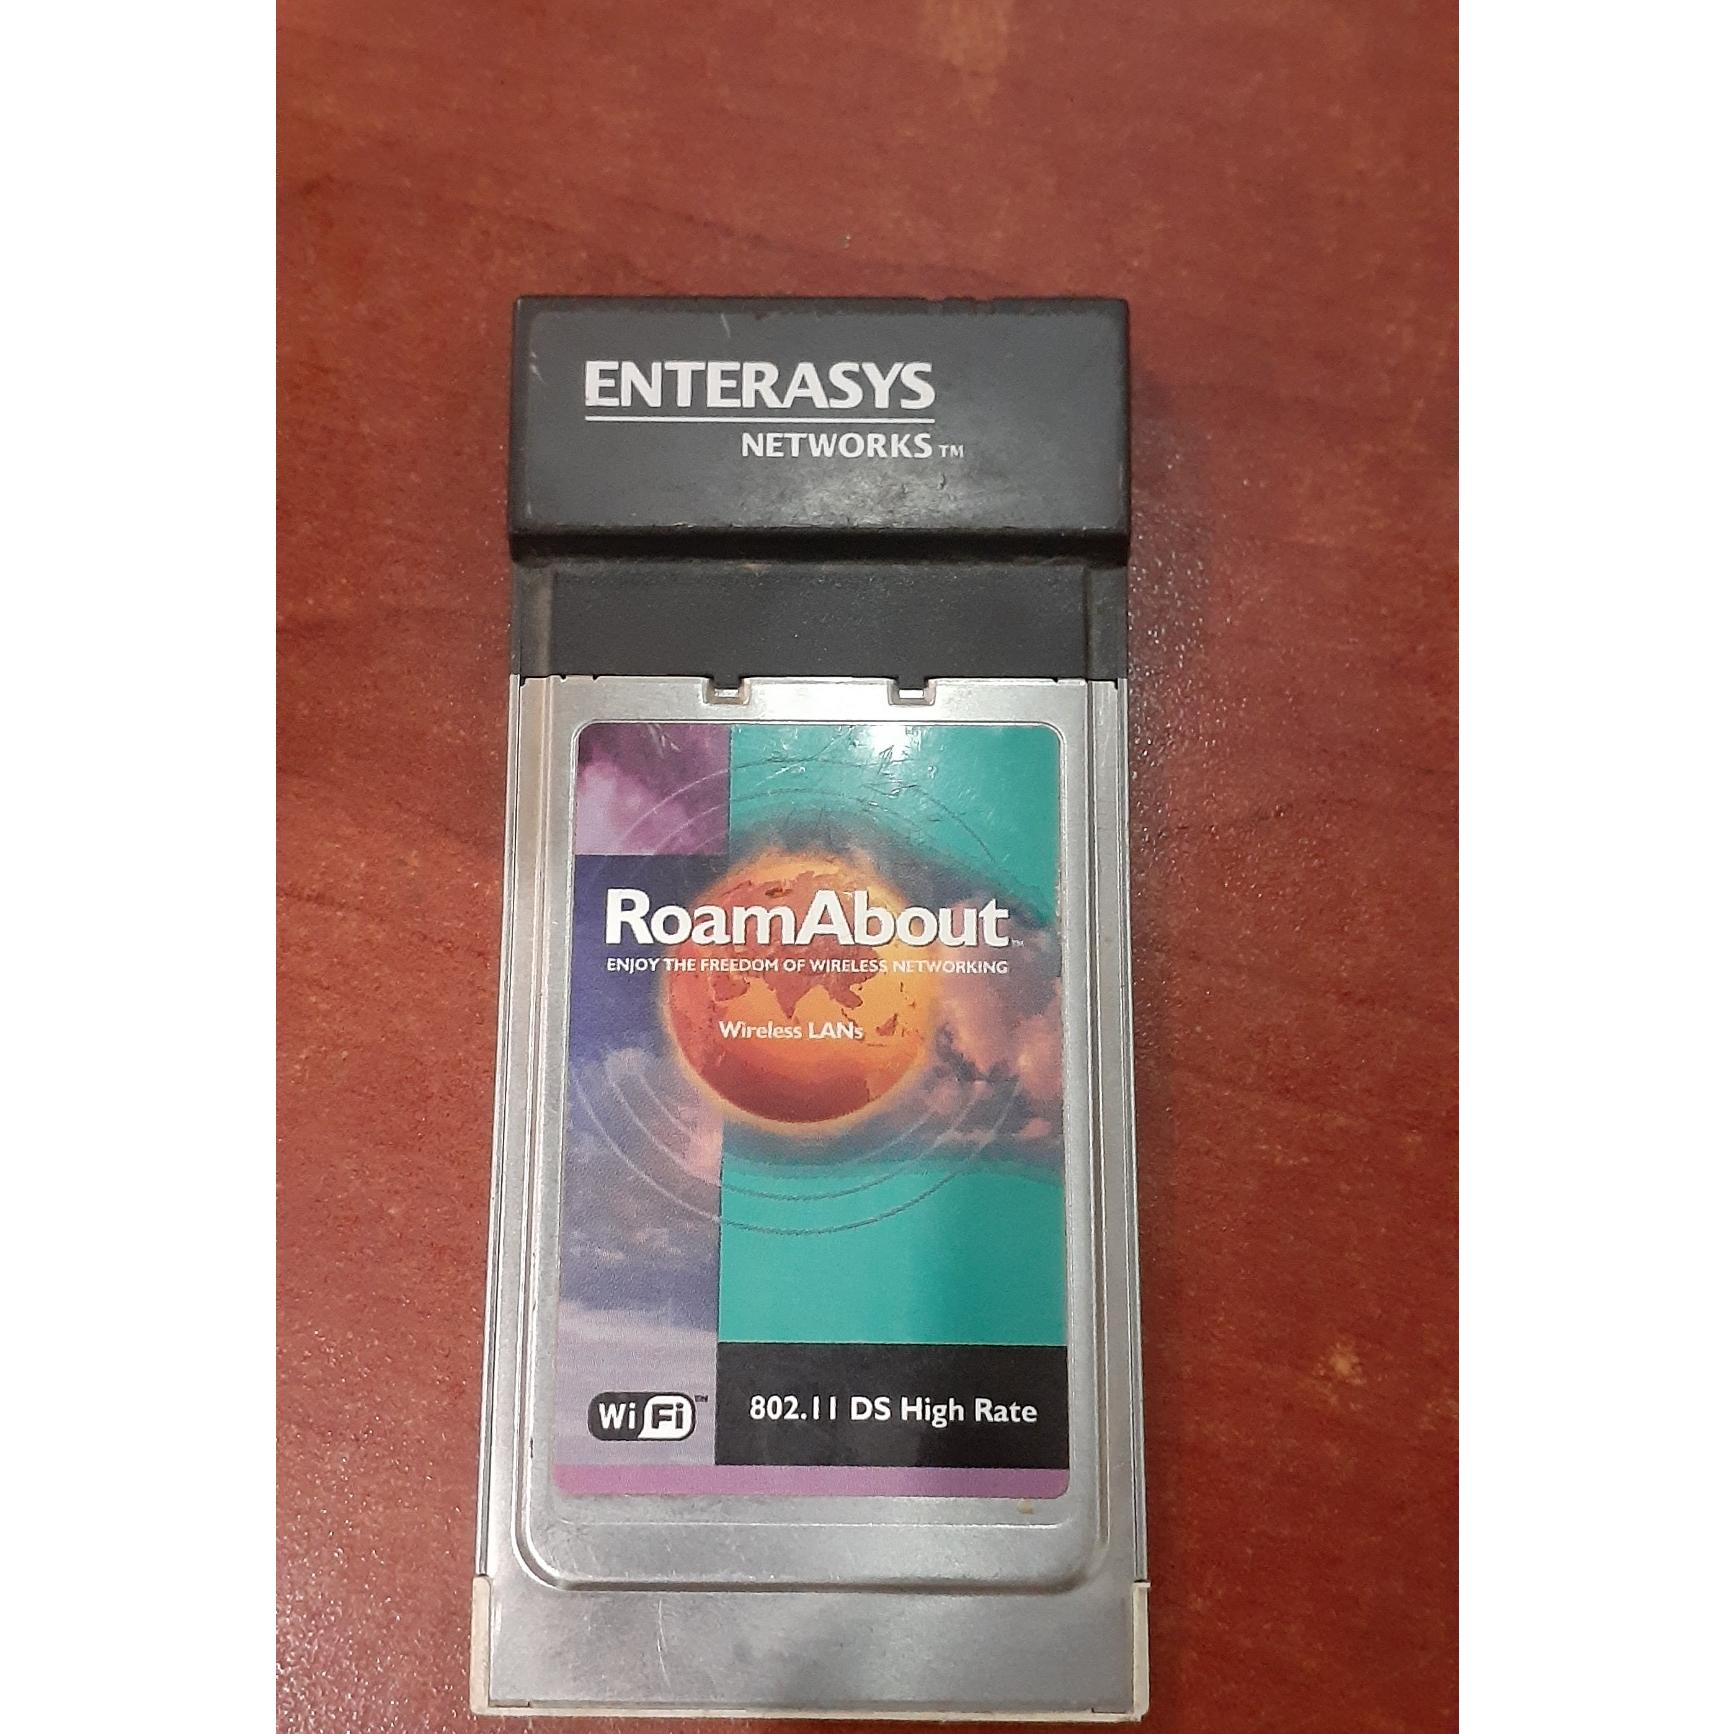 ENTERASYS
NETWORKS™
RoamAbout™
ENJOY THE FREEDOM OF WIRELESS NETWORKING
Wireless LANs
WiFi™
802.11 DS High Rate